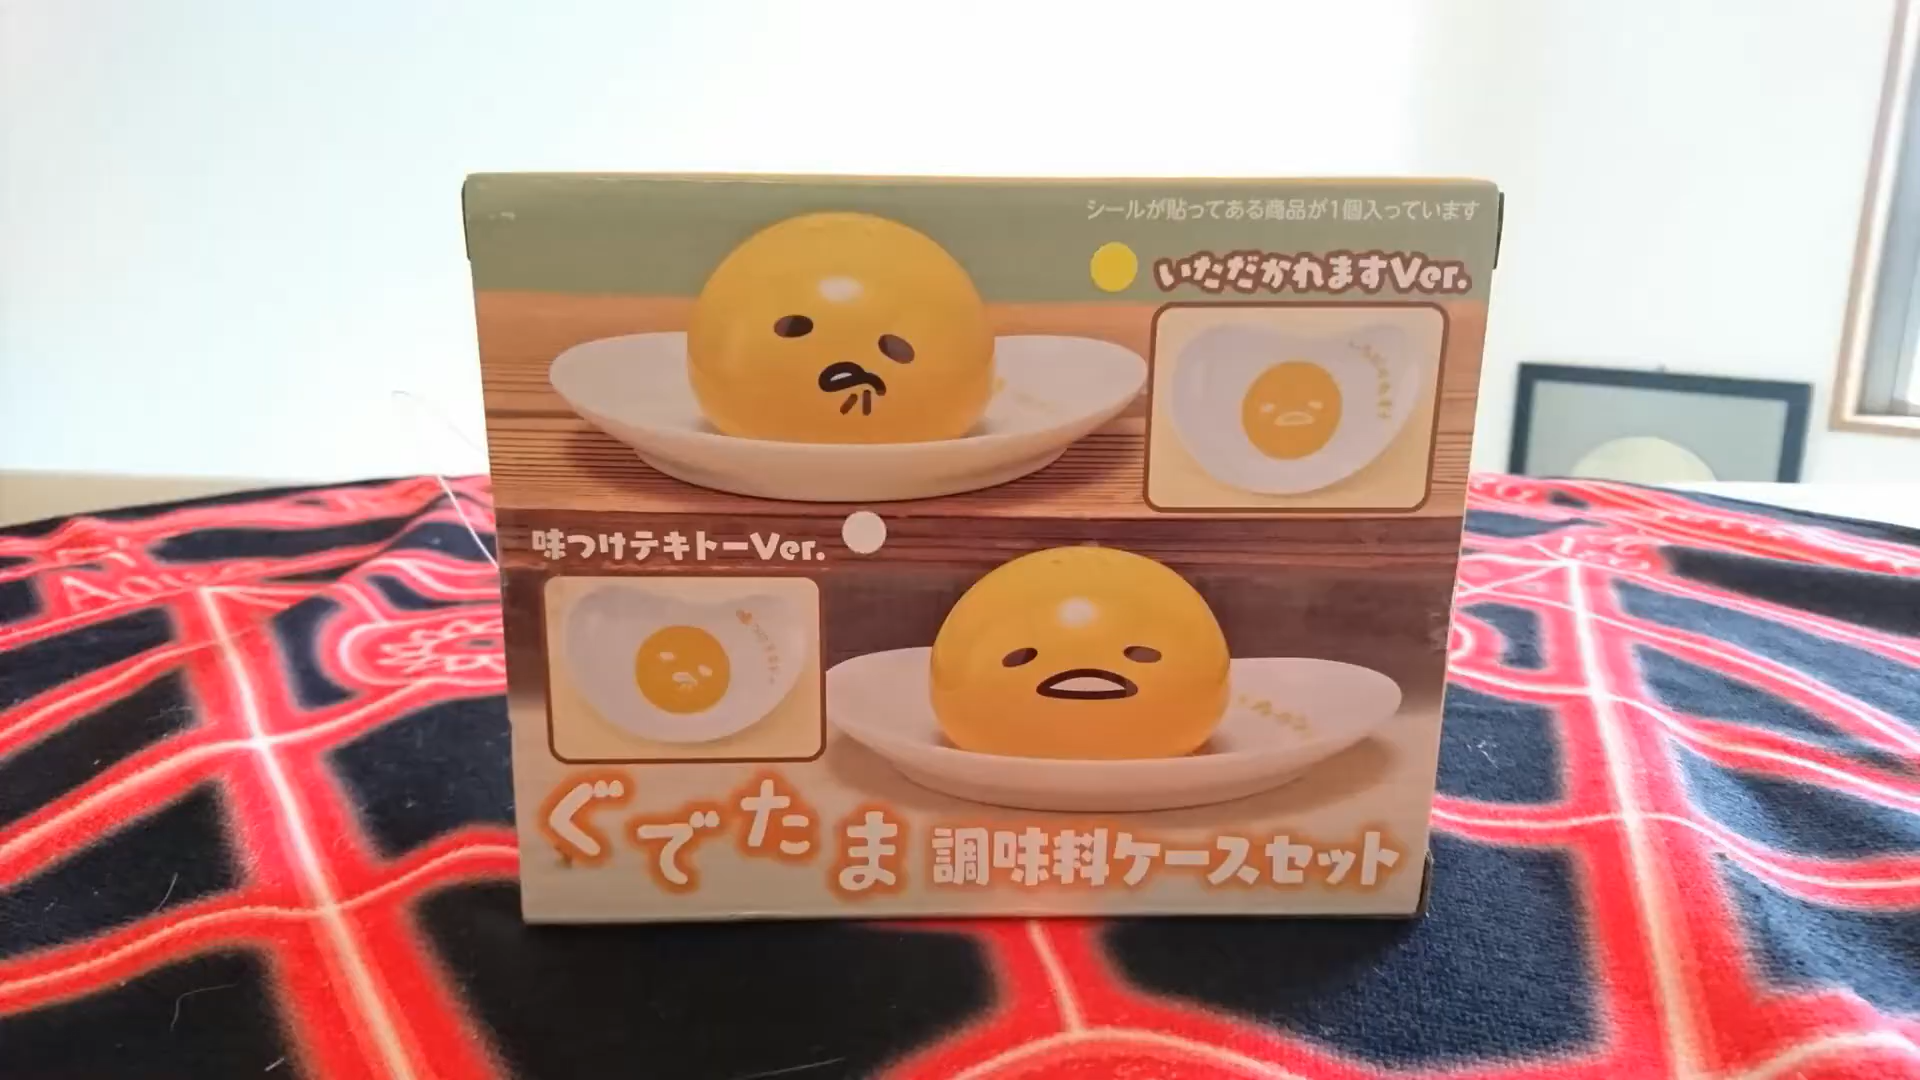 シールが貼ってある商品が1個入っています
いただかれますVer.
味つけテキトーVer.
ぐでたま 調味料ケースセット